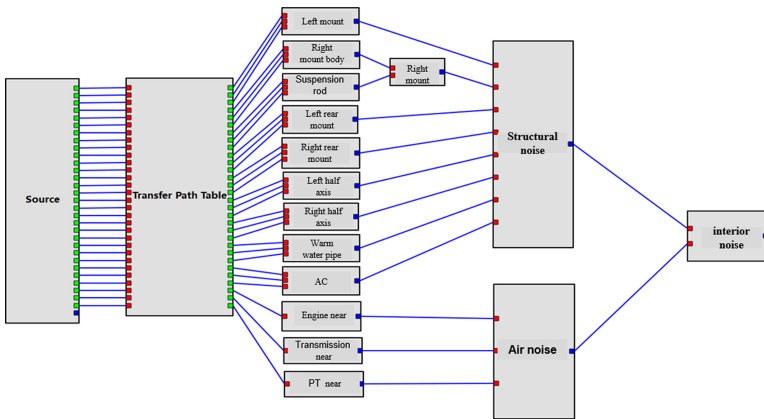 Source
Transfer Path Table
Left mount
Right
mount body
Suspension
rod
Right
mount
Left rear
mount
Right rear
mount
Left half
axis
Right half
axis
Warm
water pipe
AC
Engine near
Transmission
near
PT near
Structural
noise
Air noise
interior
noise